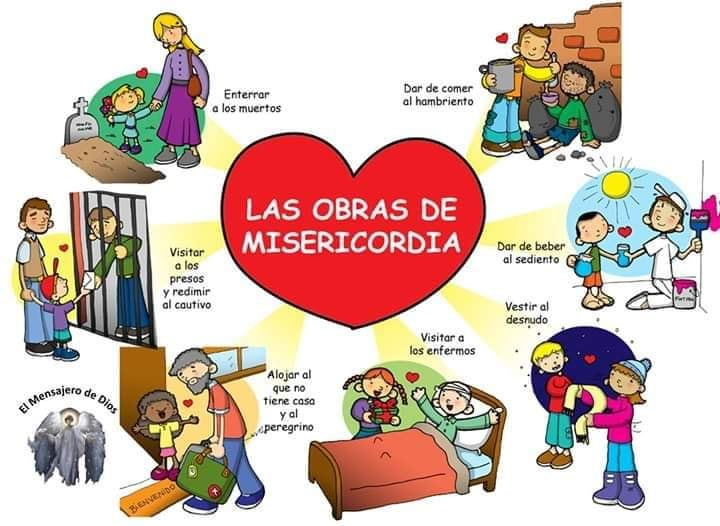 LAS OBRAS DE
MISERICORDIA
Enterrar
a los muertos
Dar de comer
al hambriento
Visitar
a los
presos
y redimir
al cautivo
Dar de beber
al sediento
Vestir al
desnudo
Visitar a
los enfermos
Alojar al
que no
tiene casa
y al
peregrino
BIENVENIDO
El Mensajero de Dios